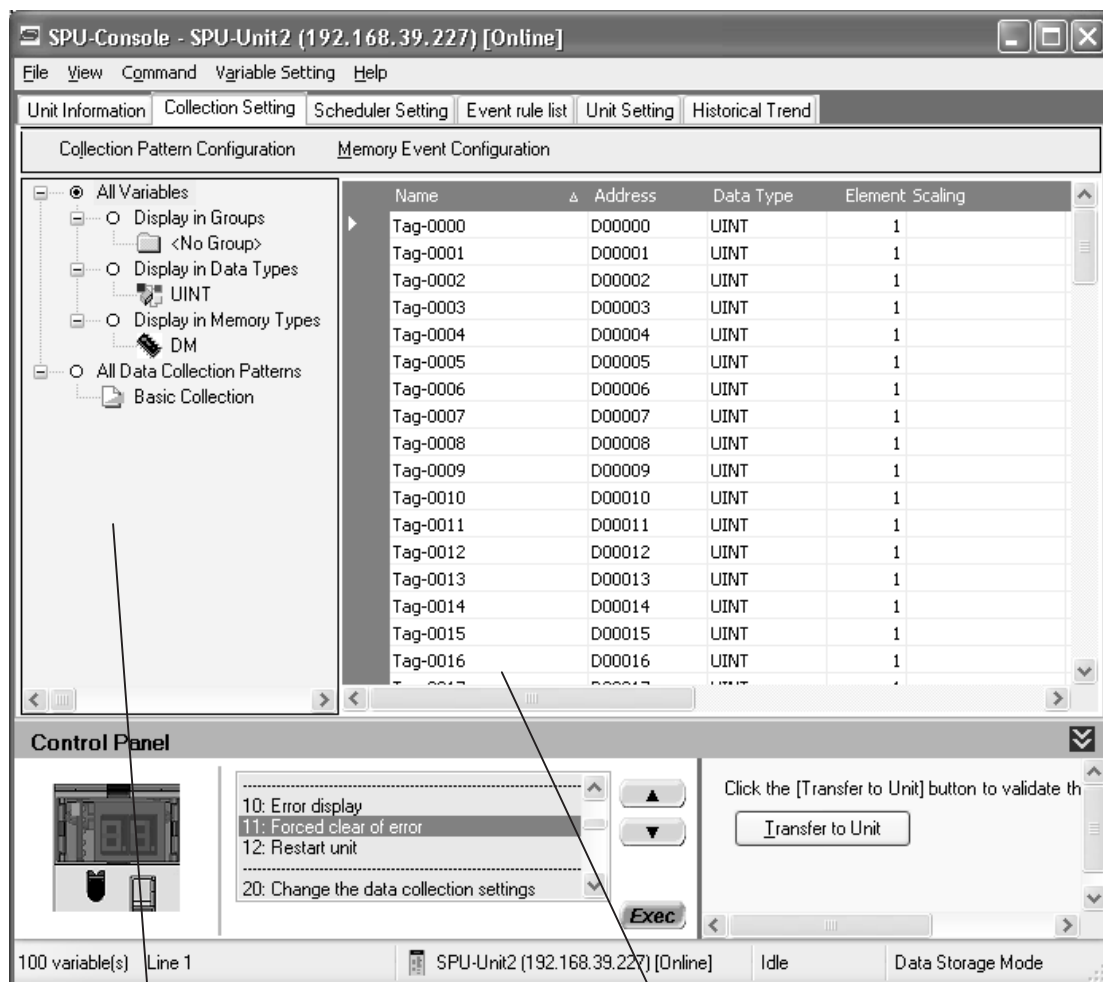 SPU-Console - SPU-Unit2 (192.168.39.227) [Online]
File View Command Variable Setting Help
Unit Information Collection Setting Scheduler Setting Event rule list Unit Setting Historical Trend
Collection Pattern Configuration Memory Event Configuration
All Variables
Display in Groups
<No Group>
Display in Data Types
UINT
Display in Memory Types
DM
All Data Collection Patterns
Basic Collection
Name Address Data Type Element Scaling
Tag-0000 D00000 UINT 1
Tag-0001 D00001 UINT 1
Tag-0002 D00002 UINT 1
Tag-0003 D00003 UINT 1
Tag-0004 D00004 UINT 1
Tag-0005 D00005 UINT 1
Tag-0006 D00006 UINT 1
Tag-0007 D00007 UINT 1
Tag-0008 D00008 UINT 1
Tag-0009 D00009 UINT 1
Tag-0010 D00010 UINT 1
Tag-0011 D00011 UINT 1
Tag-0012 D00012 UINT 1
Tag-0013 D00013 UINT 1
Tag-0014 D00014 UINT 1
Tag-0015 D00015 UINT 1
Tag-0016 D00016 UINT 1
Control Panel
8.8.
10: Error display
11: Forced clear of error
12: Restart unit
20: Change the data collection settings
Exec
Click the [Transfer to Unit] button to validate th
Transfer to Unit
100 variable(s) Line 1 SPU-Unit2 (192.168.39.227) [Online] Idle Data Storage Mode